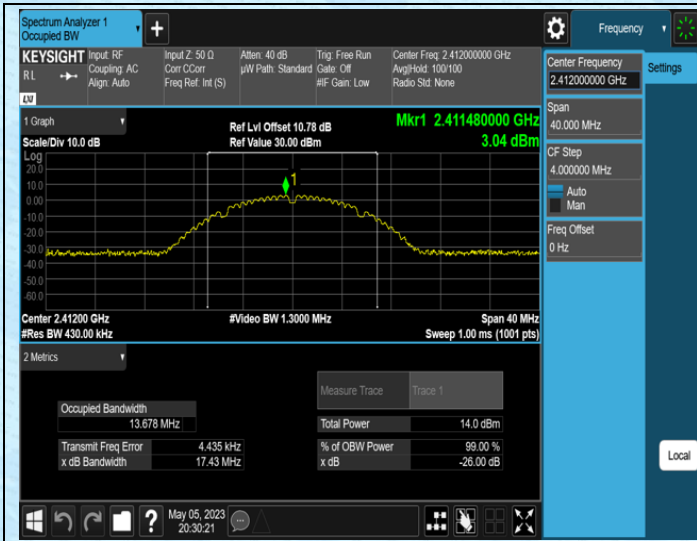 Spectrum Analyzer 1
Occupied BW
+
Frequency
KEYSIGHT
R L
LXI
Input: RF
Coupling: AC
Align: Auto
Input Z: 50 Ω
Corr CCorr
Freq Ref: Int (S)
Atten: 40 dB
µW Path: Standard
Trig: Free Run
Gate: Off
#IF Gain: Low
Center Freq: 2.412000000 GHz
Avg|Hold: 100/100
Radio Std: None
1 Graph
Scale/Div 10.0 dB
Ref Lvl Offset 10.78 dB
Ref Value 30.00 dBm
Mkr1 2.411480000 GHz
3.04 dBm
Log
20.0
10.0
0.00
-10.0
-20.0
-30.0
-40.0
-50.0
-60.0
1
Center 2.41200 GHz
#Res BW 430.00 kHz
#Video BW 1.3000 MHz
Span 40 MHz
Sweep 1.00 ms (1001 pts)
2 Metrics
Measure Trace
Trace 1
Occupied Bandwidth
13.678 MHz
Total Power
14.0 dBm
Transmit Freq Error
4.435 kHz
% of OBW Power
99.00 %
x dB Bandwidth
17.43 MHz
x dB
-26.00 dB
Center Frequency
2.412000000 GHz
Settings
Span
40.000 MHz
CF Step
4.000000 MHz
Auto
Man
Freq Offset
0 Hz
Local
?
May 05, 2023
20:30:21